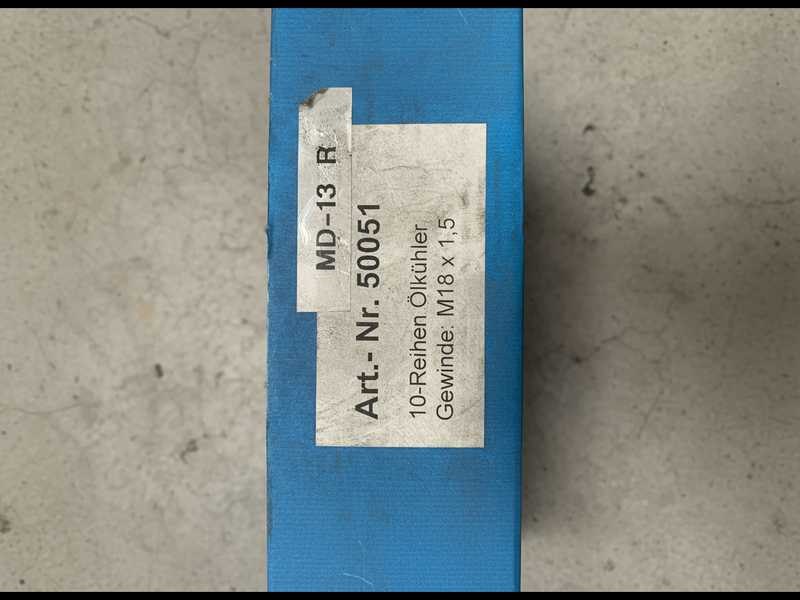 MD-13 R
Art.- Nr. 50051
10-Reihen Ölkühler
Gewinde: M18 x 1,5